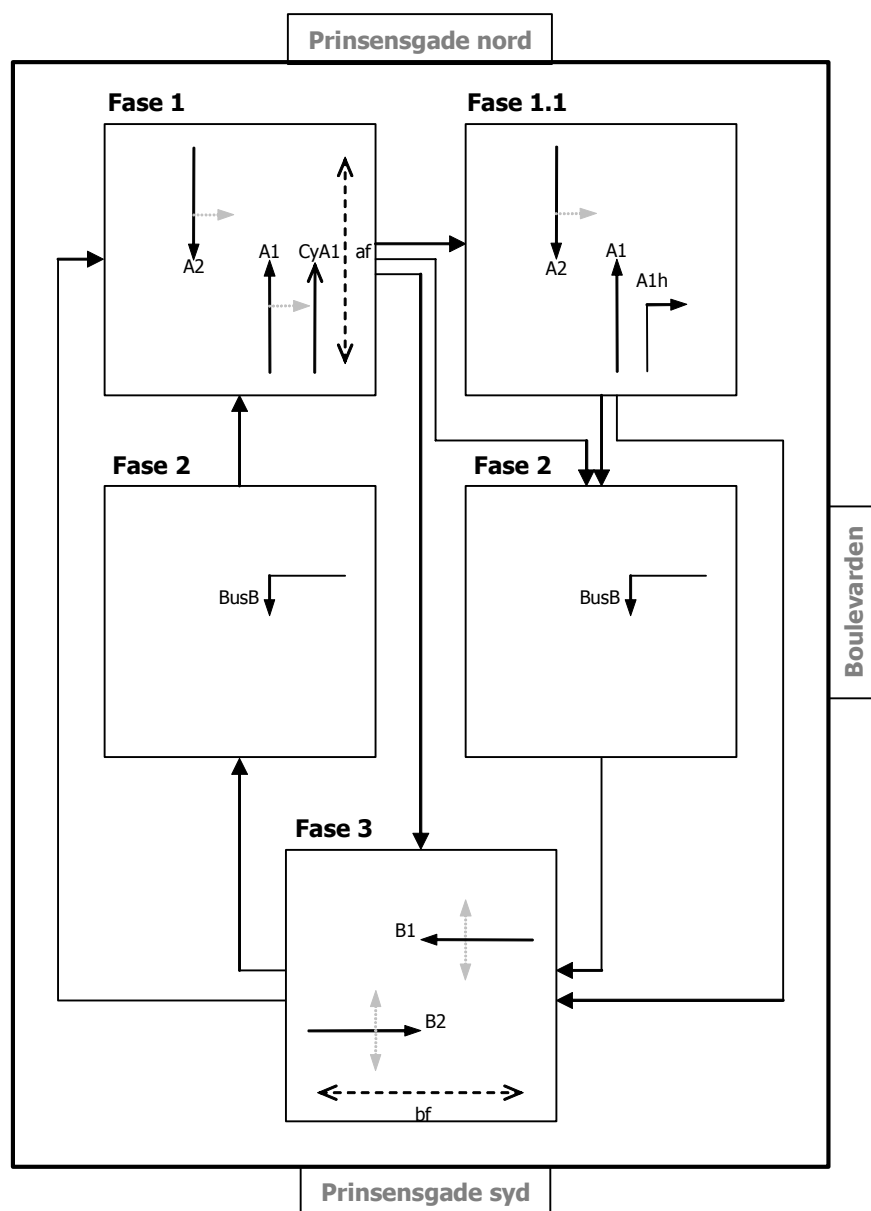 Prinsensgade nord
Fase 1
Fase 1.1
A2
A1
CyA1
af
A2
A1
A1h
Fase 2
Fase 2
BusB
BusB
Boulevarden
Fase 3
B1
B2
bf
Prinsensgade syd